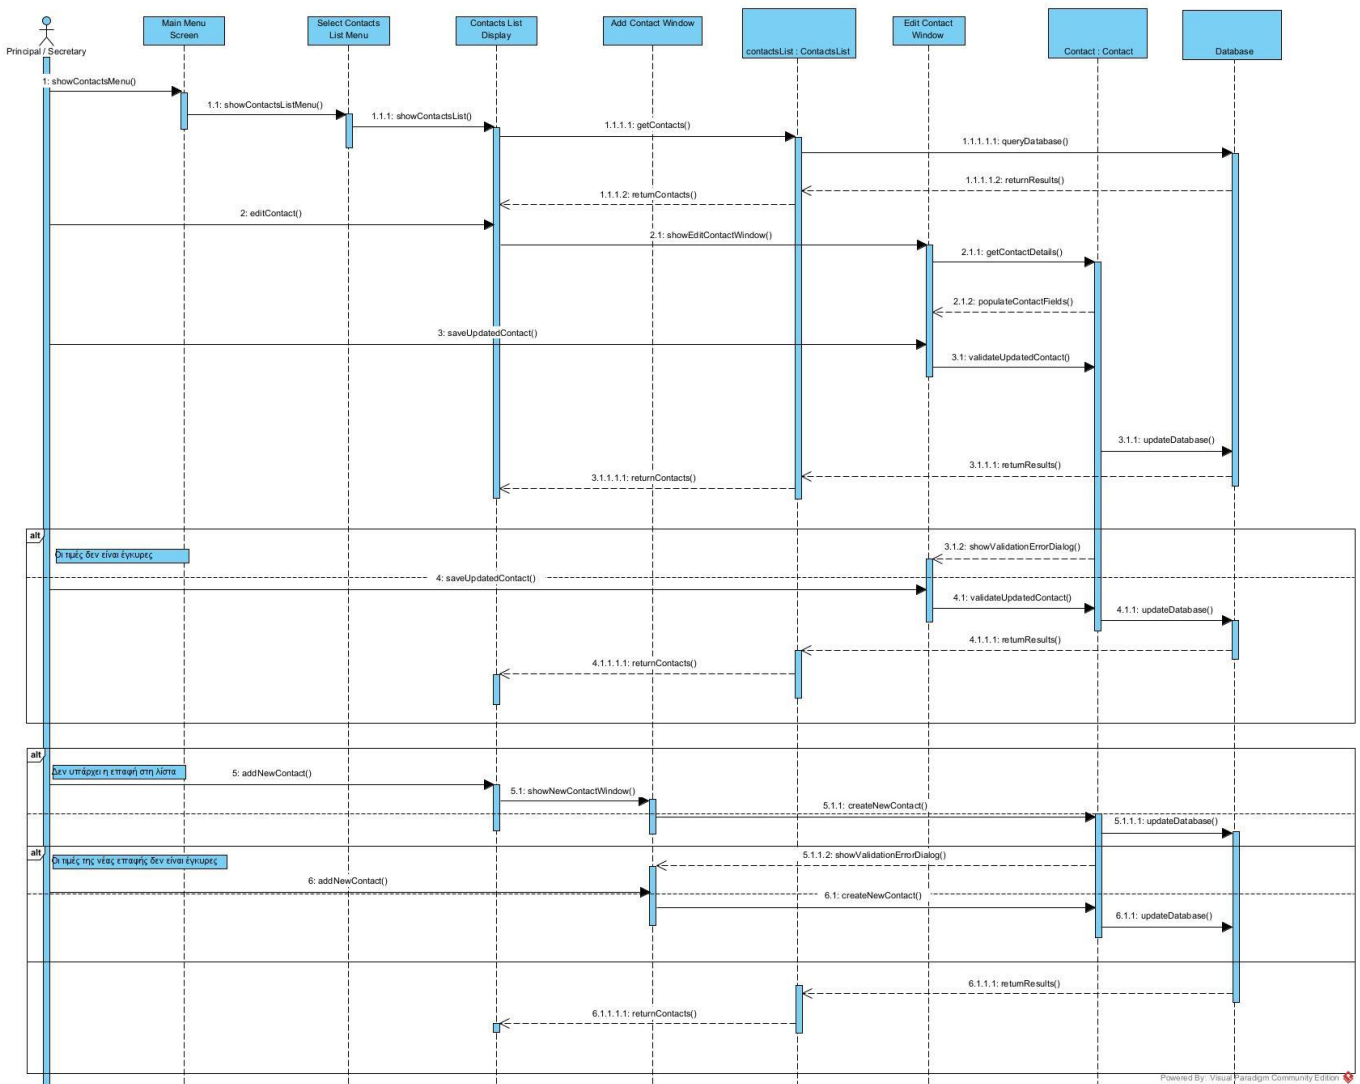 Main Menu
Screen
Select Contacts
List Menu
Contacts List
Display
Add Contact Window
contactsList : ContactsList
Edit Contact
Window
Contact : Contact
Database
Principal / Secretary
1: showContactsMenu()
1.1: showContactsListMenu()
1.1.1: showContactsList()
1.1.1.1: getContacts()
1.1.1.1.1: queryDatabase()
1.1.1.1.2: returnResults()
1.1.1.2: returnContacts()
2: editContact()
2.1: showEditContactWindow()
2.1.1: getContactDetails()
2.1.2: populateContactFields()
3: saveUpdatedContact()
3.1: validateUpdatedContact()
3.1.1: updateDatabase()
3.1.1.1: returnResults()
3.1.1.1.1: returnContacts()
alt
Οι τιμές δεν είναι έγκυρες
3.1.2: showValidationErrorDialog()
4: saveUpdatedContact()
4.1: validateUpdatedContact()
4.1.1: updateDatabase()
4.1.1.1: returnResults()
4.1.1.1.1: returnContacts()
alt
Δεν υπάρχει η επαφή στη λίστα
5: addNewContact()
5.1: showNewContactWindow()
5.1.1: createNewContact()
5.1.1.1: updateDatabase()
alt
Οι τιμές της νέας επαφής δεν είναι έγκυρες
5.1.1.2: showValidationErrorDialog()
6: addNewContact()
6.1: createNewContact()
6.1.1: updateDatabase()
6.1.1.1: returnResults()
6.1.1.1.1: returnContacts()
Powered By: Visual Paradigm Community Edition